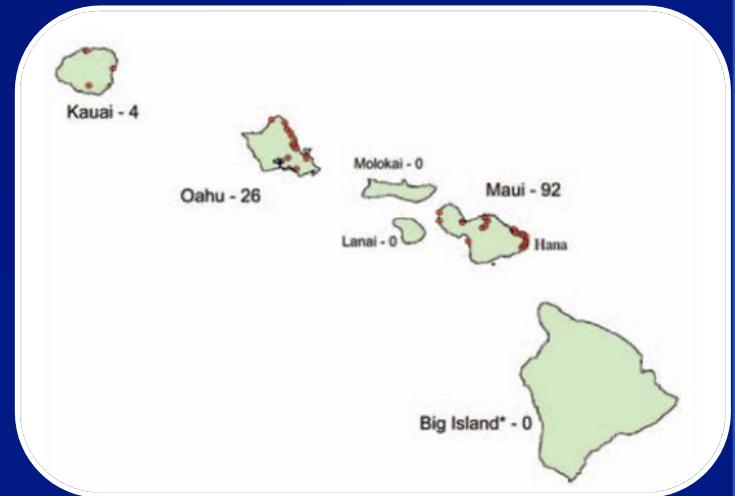 Kauai - 4
Oahu - 26
Molokai - 0
Maui - 92
Lanai - 0
Hana
Big Island* - 0